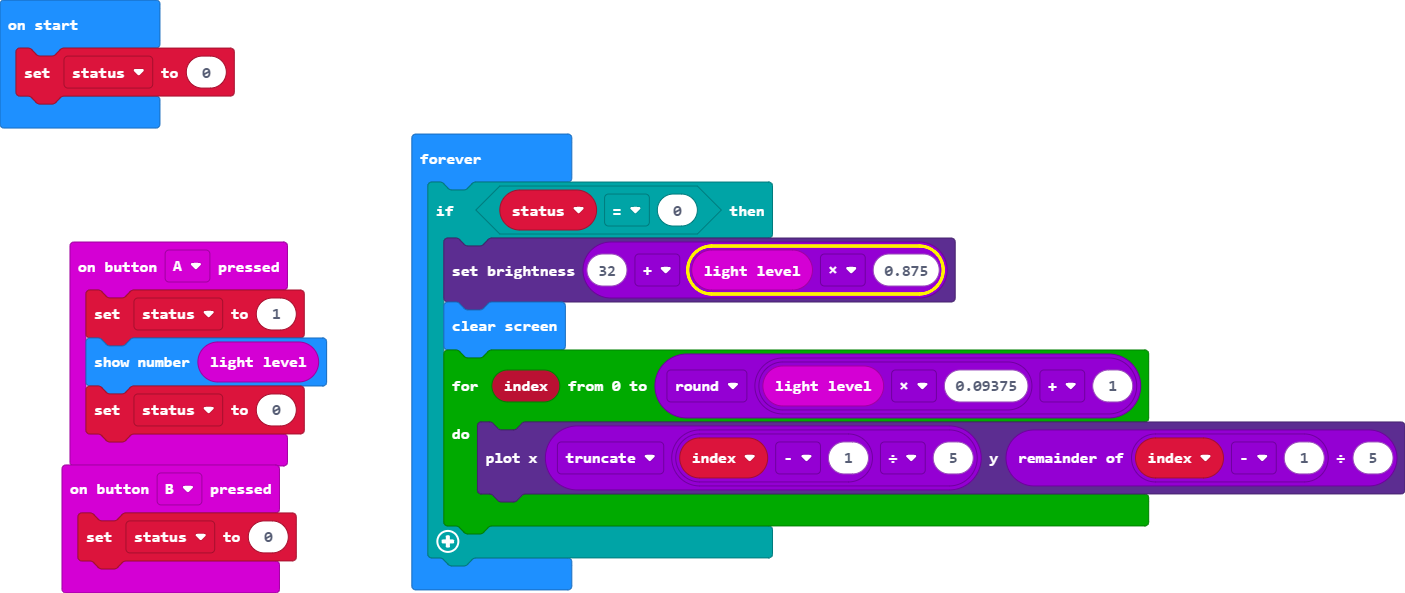 on start
set status to 0
forever
if status = 0 then
set brightness 32 + light level × 0.875
clear screen
for index from 0 to round light level × 0.09375 + 1
do
plot x truncate index - 1 ÷ 5 y remainder of index - 1 ÷ 5
on button A pressed
set status to 1
show number light level
set status to 0
on button B pressed
set status to 0